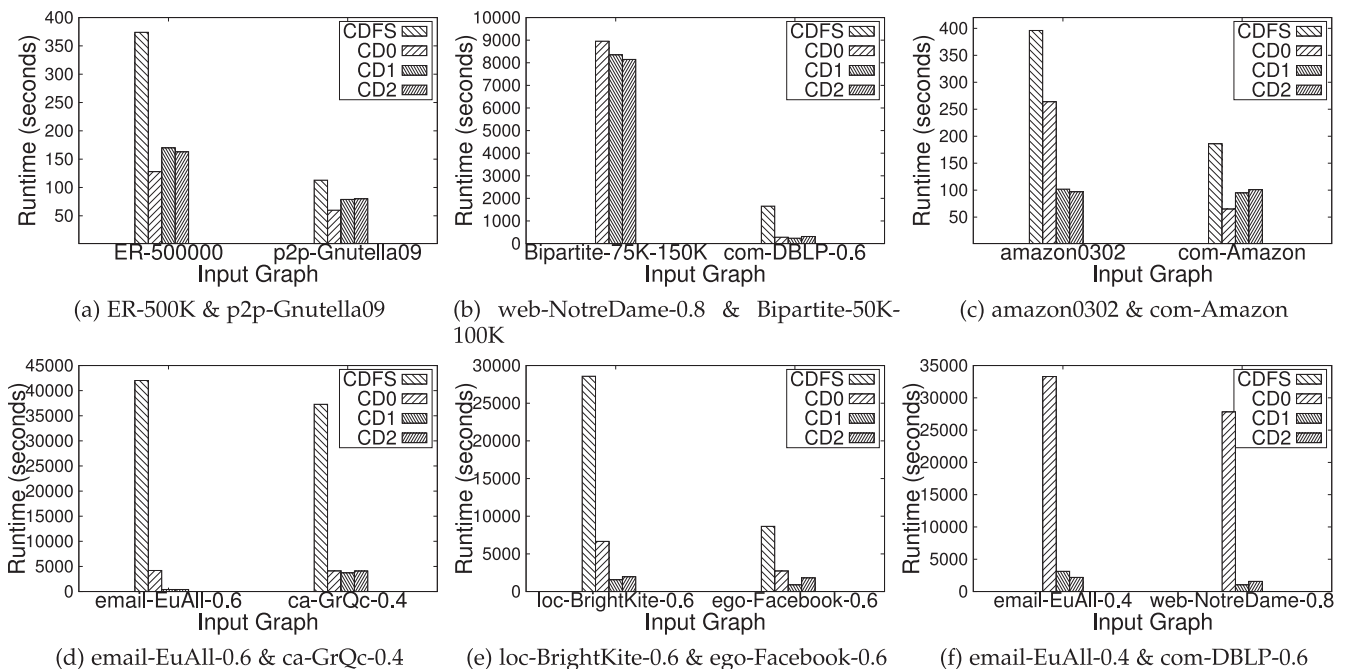 400
350
300
250
200
150
100
50
Runtime (seconds)
CDFS
CD0
CD1
CD2
ER-500000 p2p-Gnutella09
Input Graph
(a) ER-500K & p2p-Gnutella09
10000
9000
8000
7000
6000
5000
4000
3000
2000
1000
0
Runtime (seconds)
CDFS
CD0
CD1
CD2
Bipartite-75K-150K com-DBLP-0.6
Input Graph
(b) web-NotreDame-0.8 & Bipartite-50K-
100K
400
350
300
250
200
150
100
50
Runtime (seconds)
CDFS
CD0
CD1
CD2
amazon0302 com-Amazon
Input Graph
(c) amazon0302 & com-Amazon
45000
40000
35000
30000
25000
20000
15000
10000
5000
0
Runtime (seconds)
CDFS
CD0
CD1
CD2
email-EuAll-0.6 ca-GrQc-0.4
Input Graph
(d) email-EuAll-0.6 & ca-GrQc-0.4
30000
25000
20000
15000
10000
5000
0
Runtime (seconds)
CDFS
CD0
CD1
CD2
loc-BrightKite-0.6 ego-Facebook-0.6
Input Graph
(e) loc-BrightKite-0.6 & ego-Facebook-0.6
35000
30000
25000
20000
15000
10000
5000
0
Runtime (seconds)
CDFS
CD0
CD1
CD2
email-EuAll-0.4 web-NotreDame-0.8
Input Graph
(f) email-EuAll-0.4 & com-DBLP-0.6